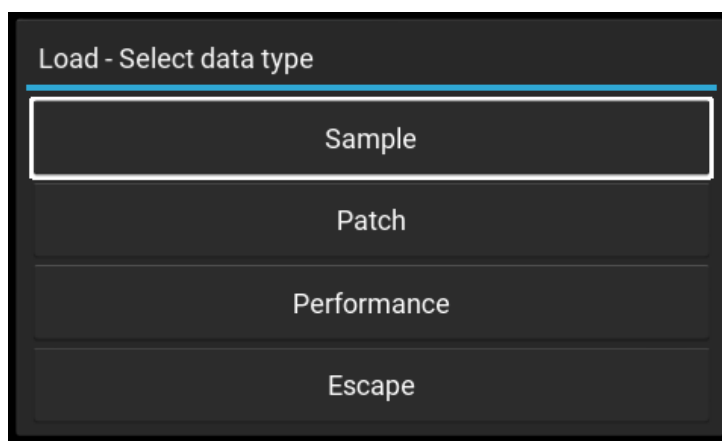 Load - Select data type
Sample
Patch
Performance
Escape